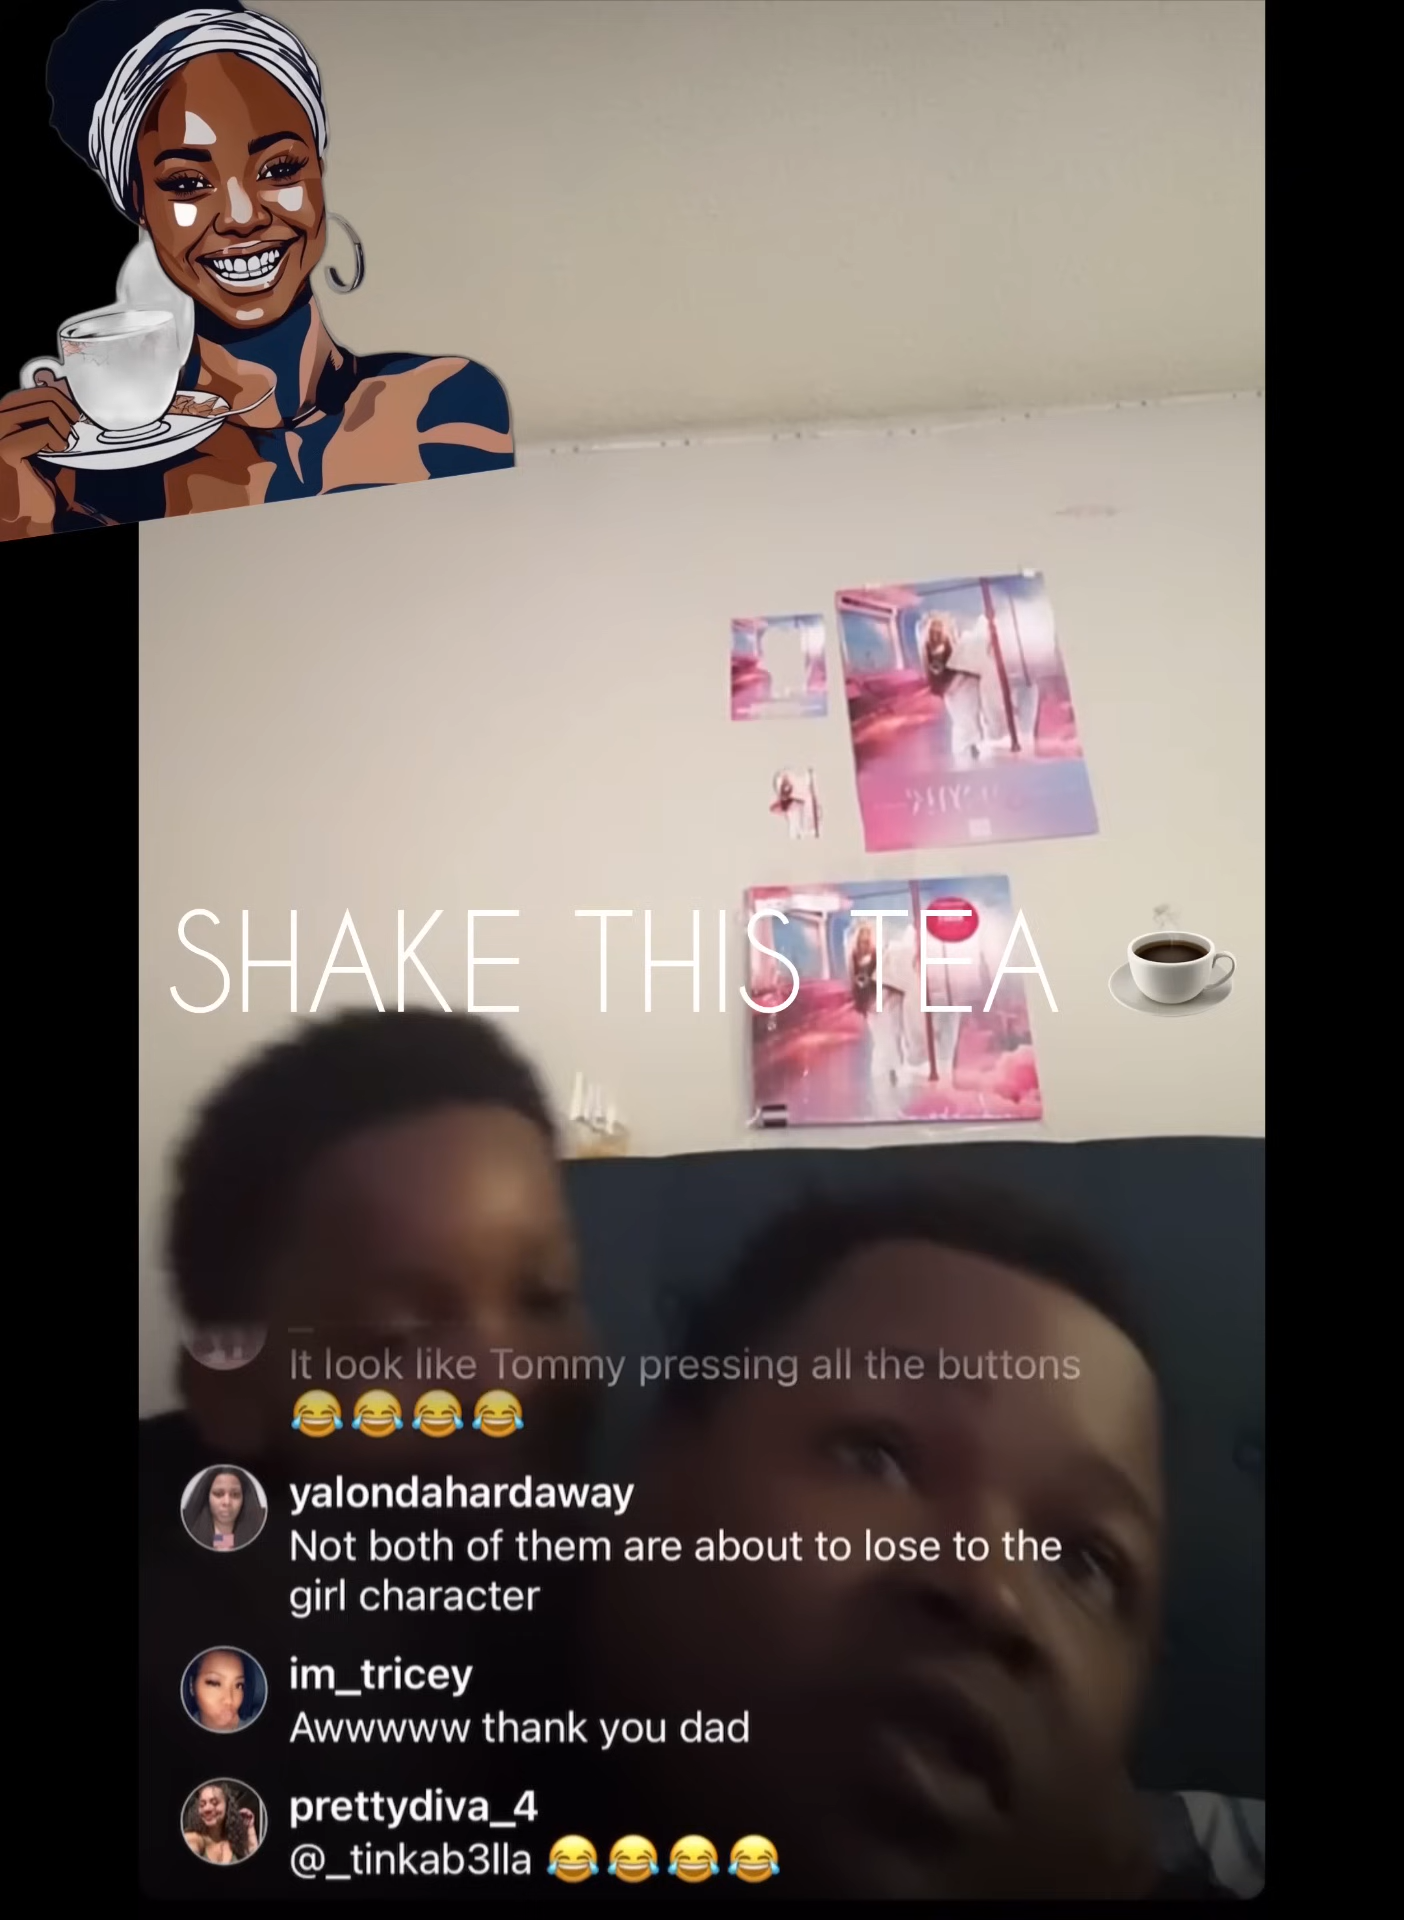 SHAKE THIS TEA ☕
It look like Tommy pressing all the buttons
😂😂😂😂
yalondahardaway
Not both of them are about to lose to the
girl character
im_tricey
Awwwww thank you dad
prettydiva_4
@_tinkab3lla 😂😂😂😂